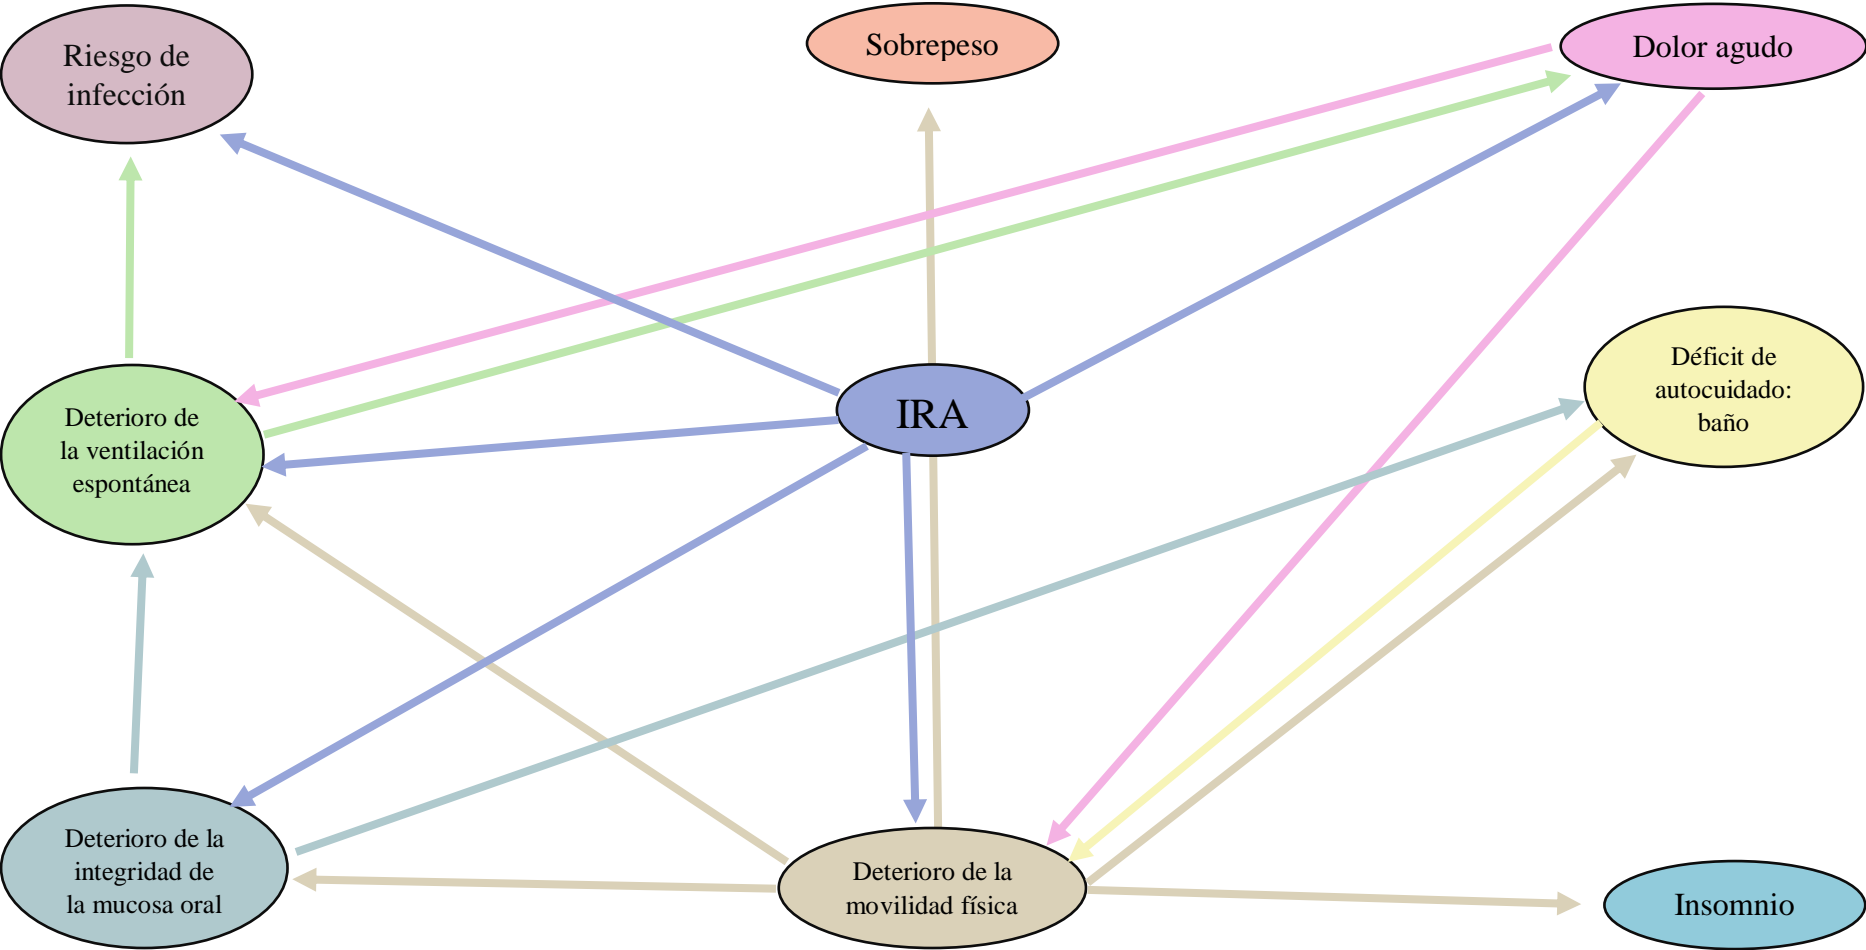 Riesgo de
infección
Sobrepeso
Dolor agudo
Deterioro de
la ventilación
espontánea
IRA
Déficit de
autocuidado:
baño
Deterioro de la
integridad de
la mucosa oral
Deterioro de la
movilidad física
Insomnio